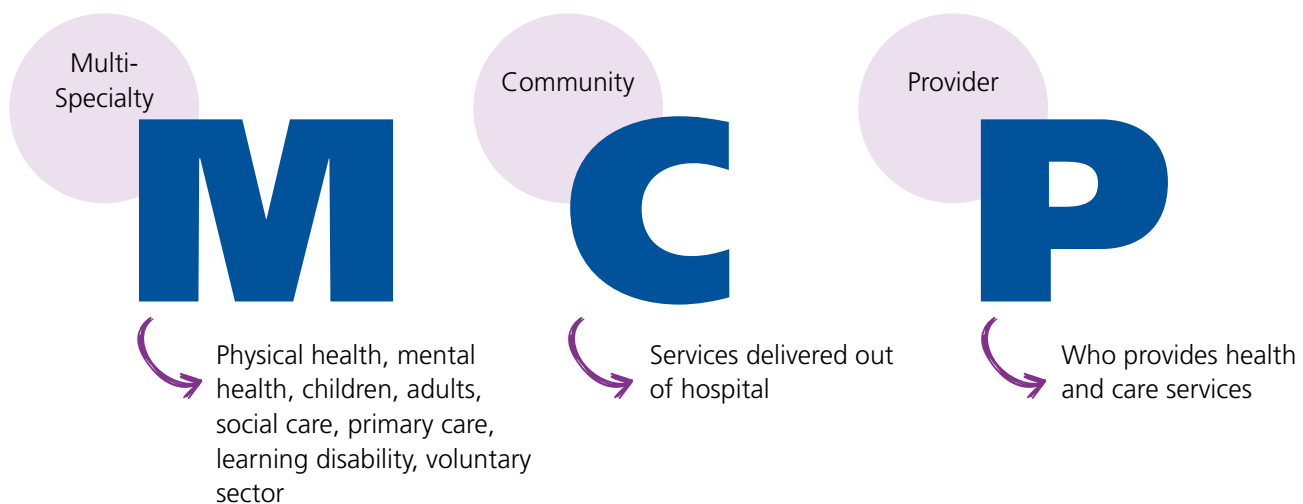 Multi-
Specialty
M
Physical health, mental
health, children, adults,
social care, primary care,
learning disability, voluntary
sector
Community
C
Services delivered out
of hospital
Provider
P
Who provides health
and care services